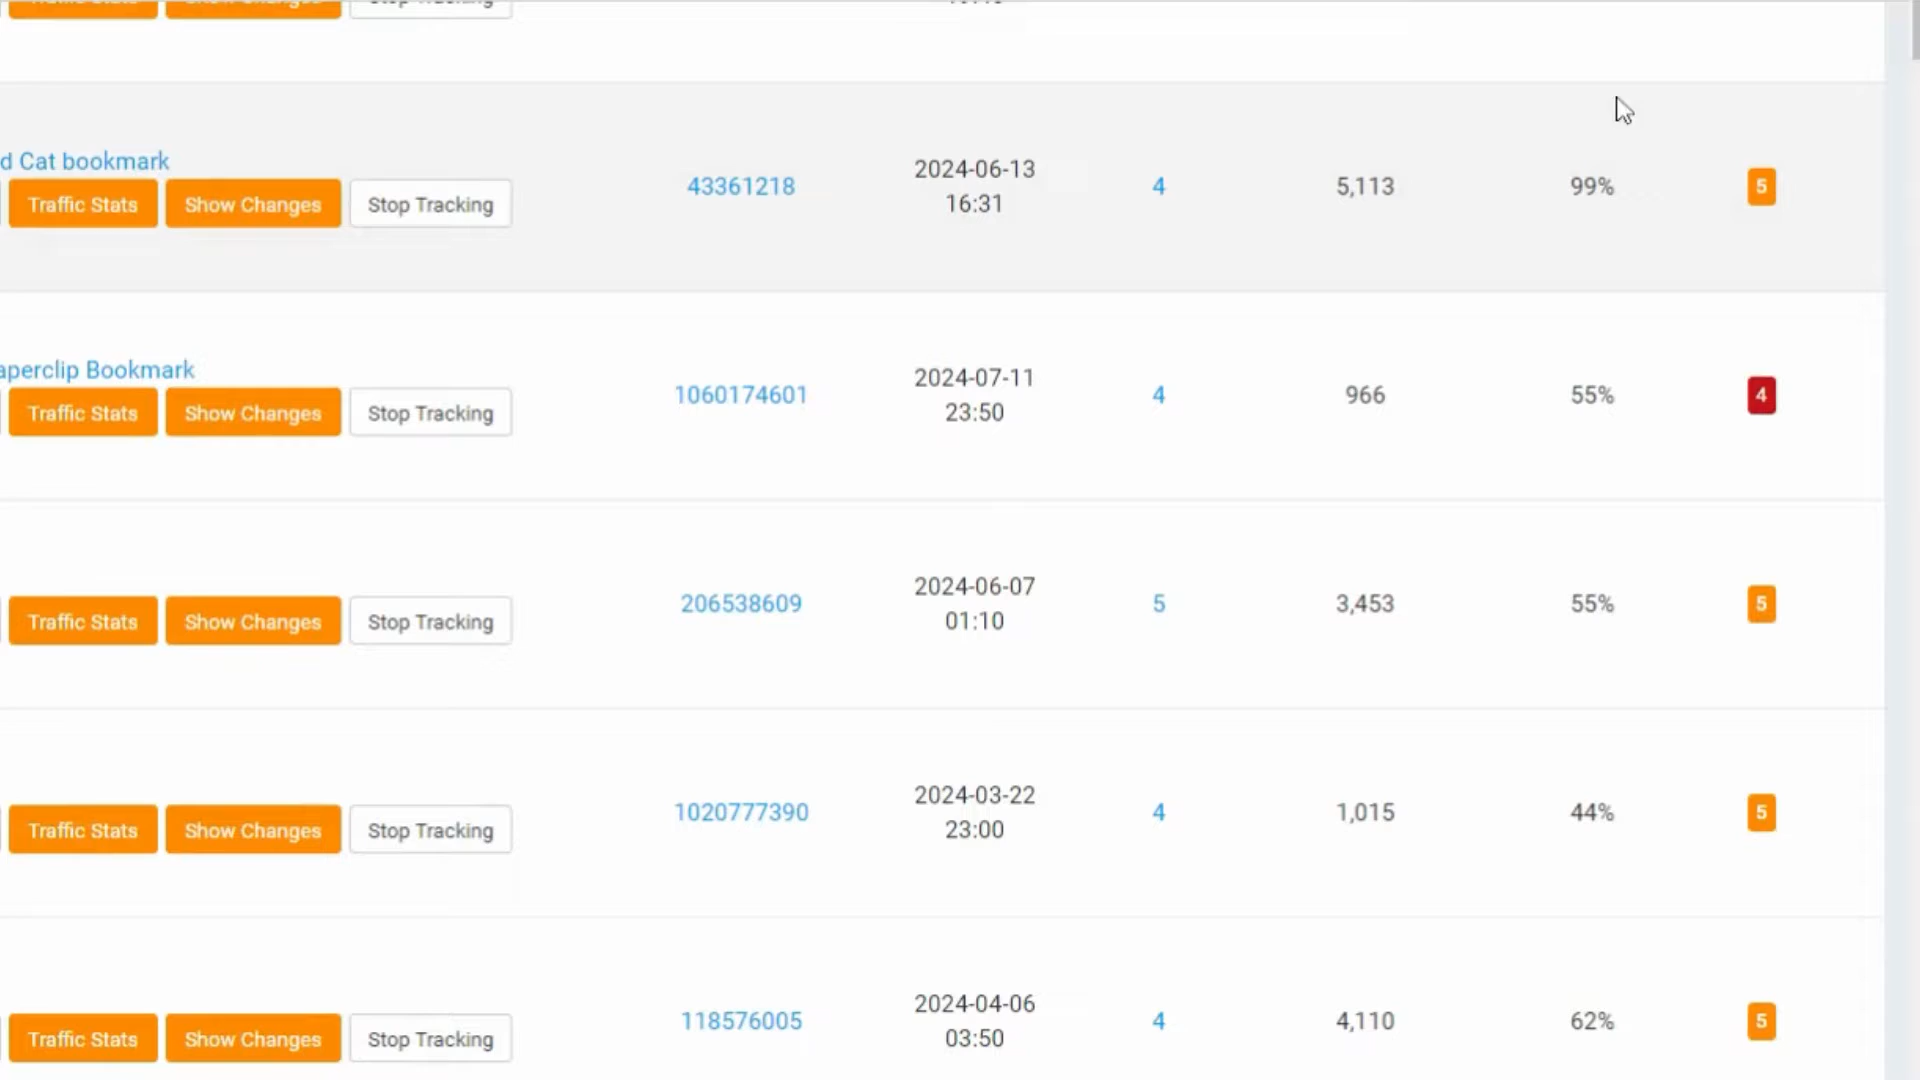 d Cat bookmark
Traffic Stats Show Changes Stop Tracking 43361218 2024-06-13 16:31 4 5,113 99% 5
aperclip Bookmark
Traffic Stats Show Changes Stop Tracking 1060174601 2024-07-11 23:50 4 966 55% 4
Traffic Stats Show Changes Stop Tracking 206538609 2024-06-07 01:10 5 3,453 55% 5
Traffic Stats Show Changes Stop Tracking 1020777390 2024-03-22 23:00 4 1,015 44% 5
Traffic Stats Show Changes Stop Tracking 118576005 2024-04-06 03:50 4 4,110 62% 5